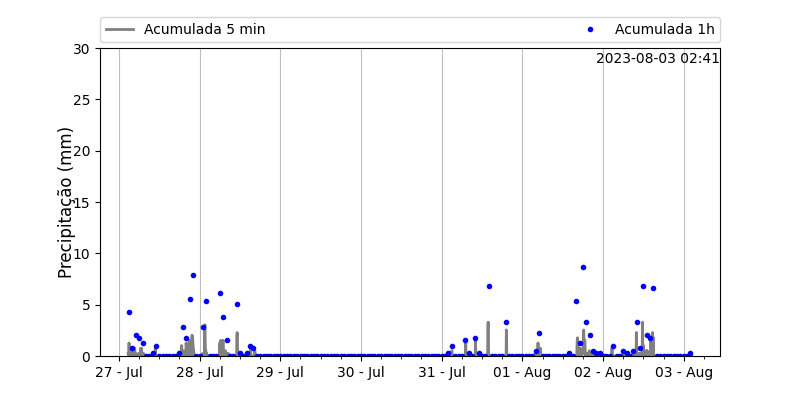 Acumulada 5 min
Acumulada 1h
2023-08-03 02:41
Precipitação (mm)
30
25
20
15
10
5
0
27 - Jul
28 - Jul
29 - Jul
30 - Jul
31 - Jul
01 - Aug
02 - Aug
03 - Aug